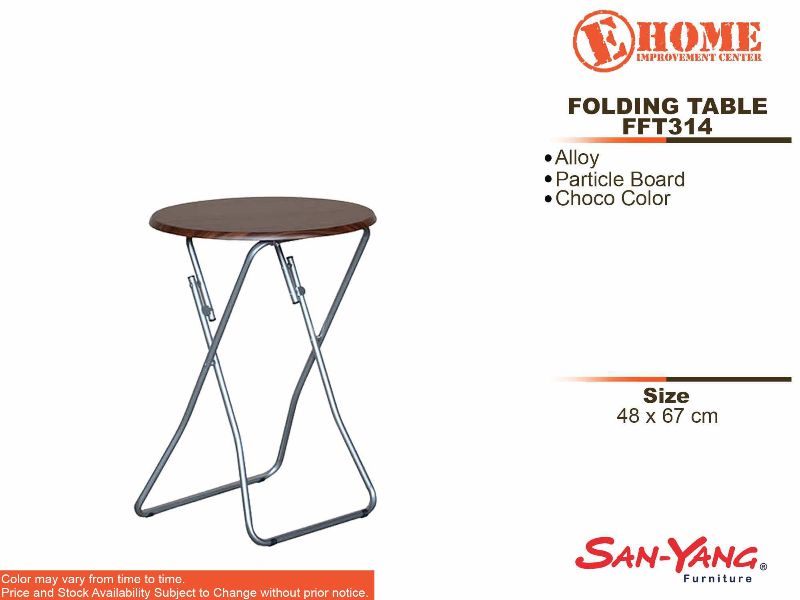 EHOME
IMPROVEMENT CENTER
FOLDING TABLE
FFT314
•Alloy
•Particle Board
•Choco Color
Size
48 x 67 cm
SAN-YANG®
Furniture
Color may vary from time to time.
Price and Stock Availability Subject to Change without prior notice.